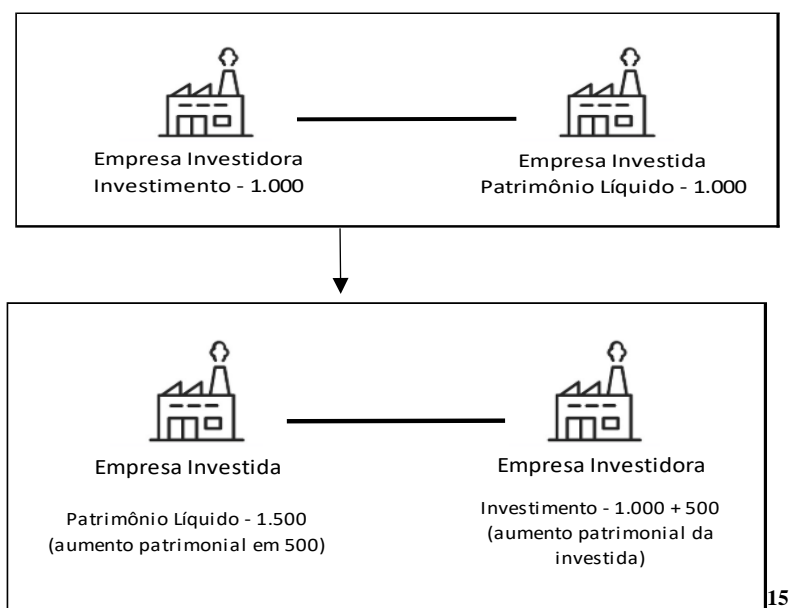 Empresa Investidora
Investimento - 1.000
Empresa Investida
Patrimônio Líquido - 1.000
Empresa Investida
Patrimônio Líquido - 1.500
(aumento patrimonial em 500)
Empresa Investidora
Investimento - 1.000 + 500
(aumento patrimonial da
investida)
15